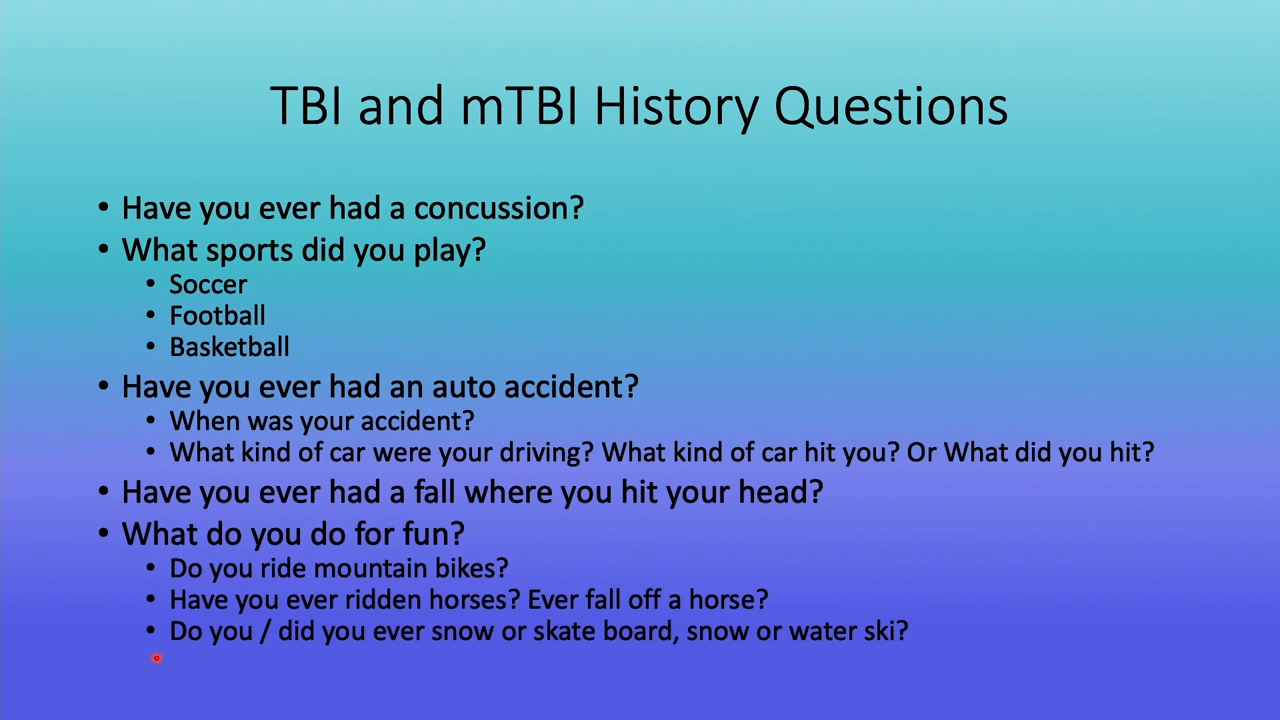 TBI and mTBI History Questions
• Have you ever had a concussion?
• What sports did you play?
• Soccer
• Football
• Basketball
• Have you ever had an auto accident?
• When was your accident?
• What kind of car were your driving? What kind of car hit you? Or What did you hit?
• Have you ever had a fall where you hit your head?
• What do you do for fun?
• Do you ride mountain bikes?
• Have you ever ridden horses? Ever fall off a horse?
• Do you / did you ever snow or skate board, snow or water ski?